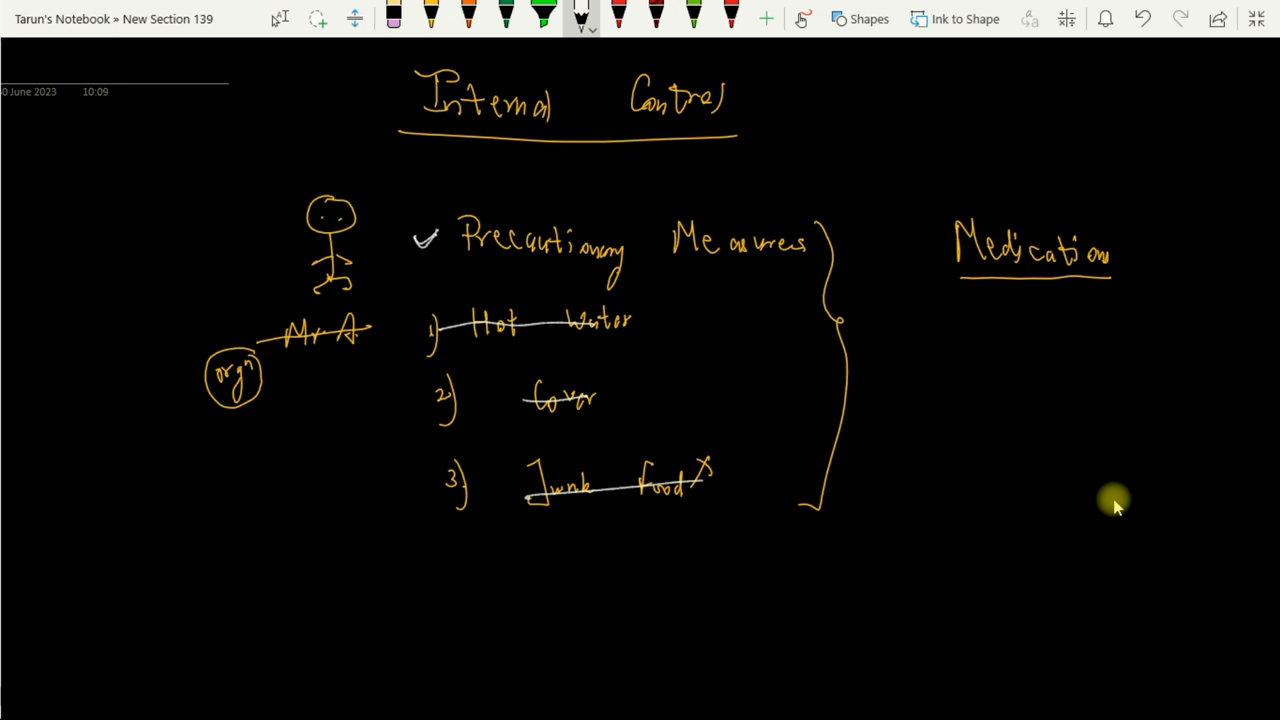 Tarun's Notebook » New Section 139
Shapes
Ink to Shape
0 June 2023 10:09
Internal Control
Precautionary Measures
Medication
Mr. A
1) Hot Water
orgn
2) Cover
3) Junk Food X